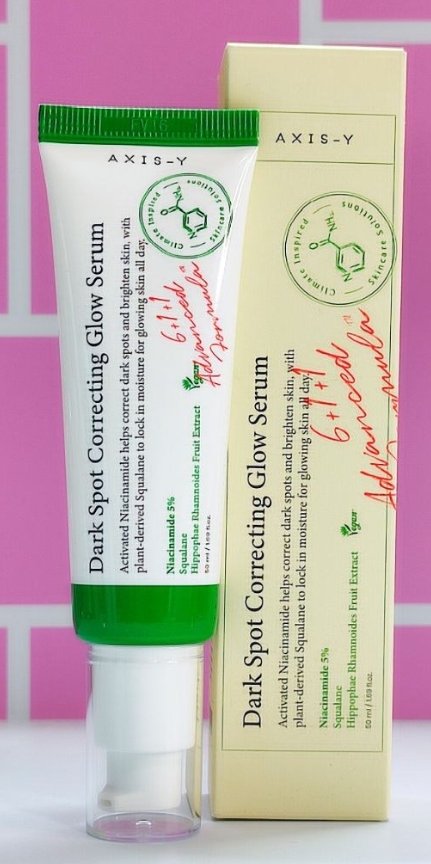 AXIS-Y
Climate Inspired
Skincare Solutions
NH₂
O
N
Dark Spot Correcting Glow Serum
Activated Niacinamide helps correct dark spots and brighten skin, with
plant-derived Squalane to lock in moisture for glowing skin all day.
6+1+1
Advanced
formula
Vegan
Niacinamide 5%
Squalane
Hippophae Rhamnoides Fruit Extract
50 ml / 1.69 fl.oz.
AXIS-Y
Climate Inspired
Skincare Solutions
NH₂
O
N
Dark Spot Correcting Glow Serum
Activated Niacinamide helps correct dark spots and brighten skin, with
plant-derived Squalane to lock in moisture for glowing skin all day.
6+1+1
Advanced
formula
Vegan
Niacinamide 5%
Squalane
Hippophae Rhamnoides Fruit Extract
50 ml / 1.69 fl.oz.